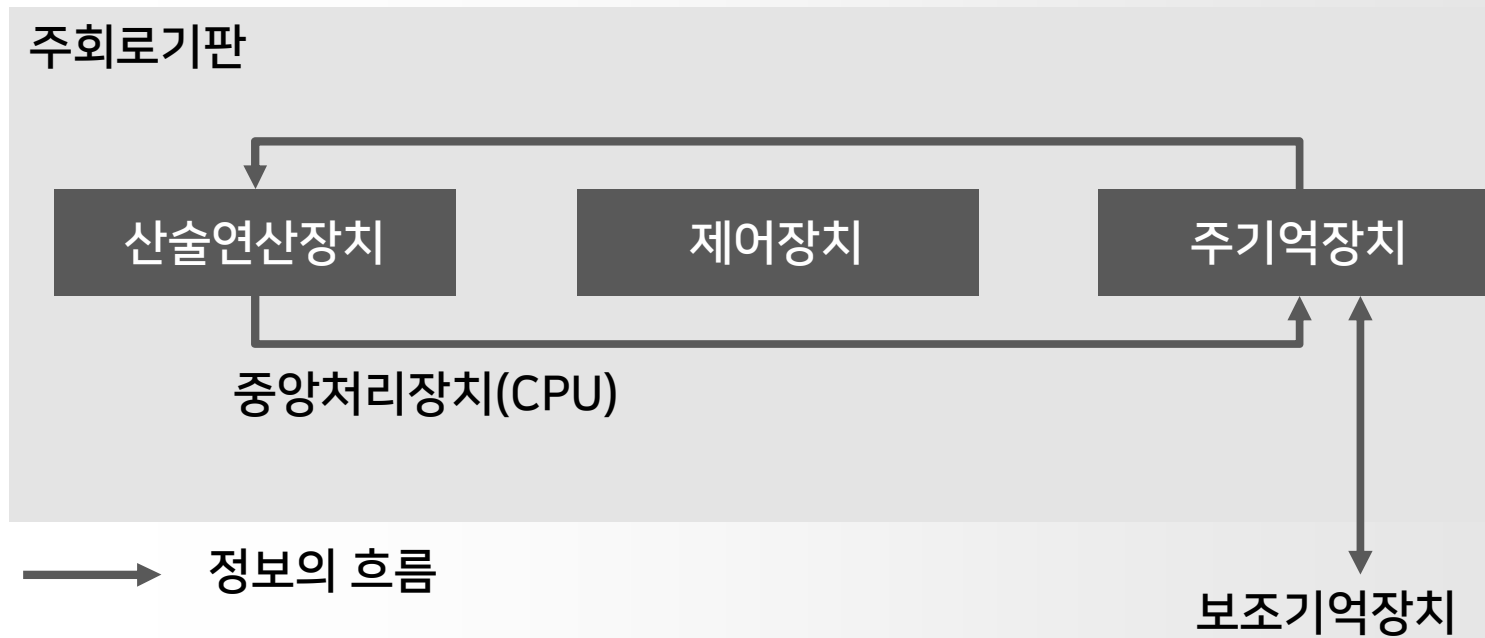 주회로기판
산술연산장치
제어장치
주기억장치
중앙처리장치(CPU)
정보의 흐름
보조기억장치